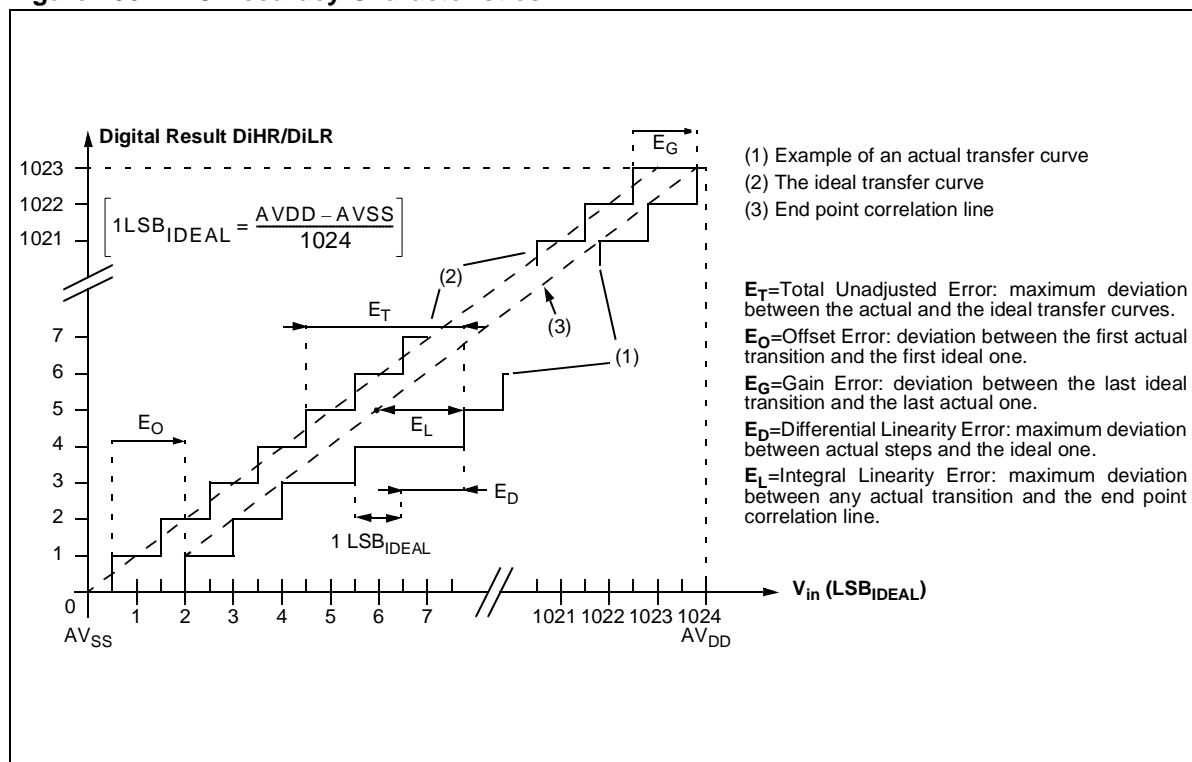 Digital Result DiHR/DiLR
1023
1022
1021
7
6
5
4
3
2
1
0
1LSB_IDEAL = (AVDD – AVSS) / 1024
E_G
(2)
E_T
(3)
(1)
E_O
E_L
E_D
1 LSB_IDEAL
1 2 3 4 5 6 7 1021 1022 1023 1024
AV_SS
AV_DD
V_in (LSB_IDEAL)
(1) Example of an actual transfer curve
(2) The ideal transfer curve
(3) End point correlation line
E_T=Total Unadjusted Error: maximum deviation
between the actual and the ideal transfer curves.
E_O=Offset Error: deviation between the first actual
transition and the first ideal one.
E_G=Gain Error: deviation between the last ideal
transition and the last actual one.
E_D=Differential Linearity Error: maximum deviation
between actual steps and the ideal one.
E_L=Integral Linearity Error: maximum deviation
between any actual transition and the end point
correlation line.